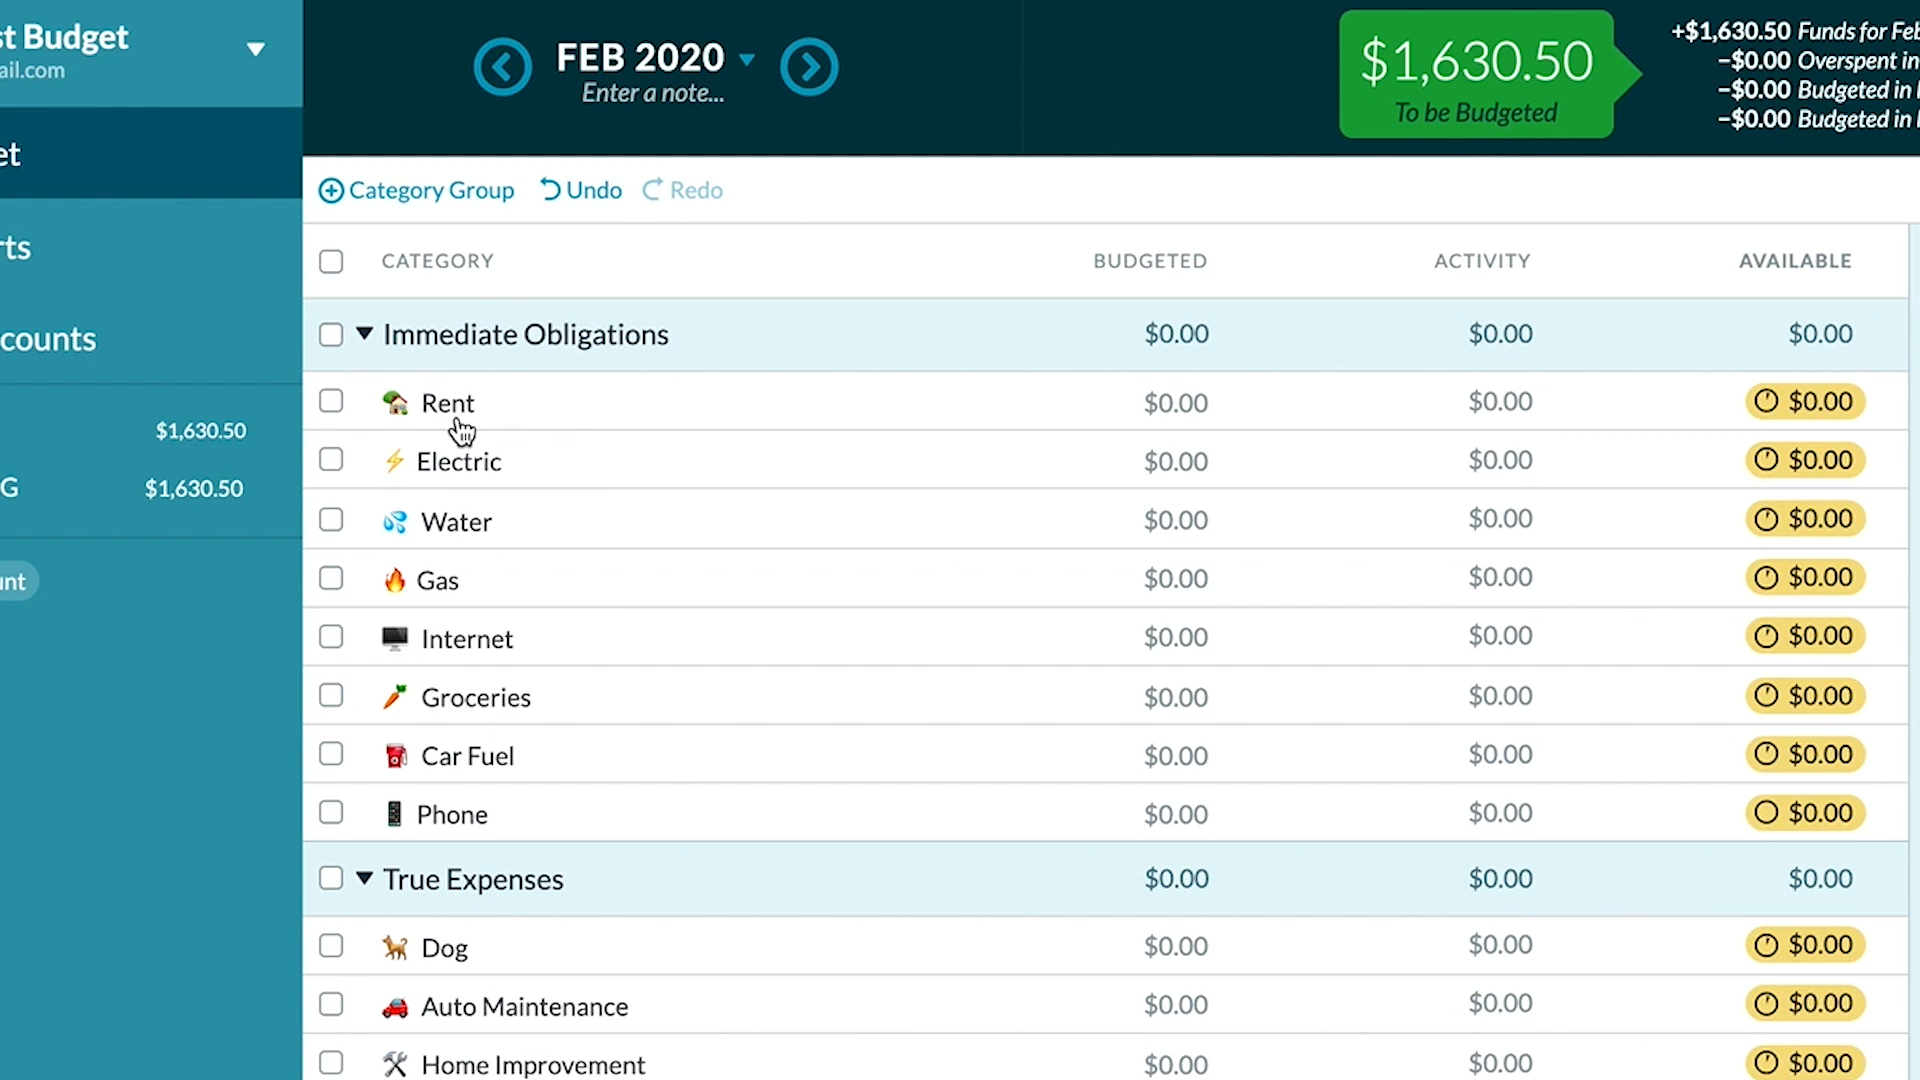 st Budget
ail.com
et
rts
counts
$1,630.50
G $1,630.50
unt
FEB 2020
Enter a note...
$1,630.50
To be Budgeted
+$1,630.50 Funds for Feb
−$0.00 Overspent in
−$0.00 Budgeted in
−$0.00 Budgeted in
Category Group Undo Redo
CATEGORY BUDGETED ACTIVITY AVAILABLE
Immediate Obligations $0.00 $0.00 $0.00
Rent $0.00 $0.00 $0.00
Electric $0.00 $0.00 $0.00
Water $0.00 $0.00 $0.00
Gas $0.00 $0.00 $0.00
Internet $0.00 $0.00 $0.00
Groceries $0.00 $0.00 $0.00
Car Fuel $0.00 $0.00 $0.00
Phone $0.00 $0.00 $0.00
True Expenses $0.00 $0.00 $0.00
Dog $0.00 $0.00 $0.00
Auto Maintenance $0.00 $0.00 $0.00
Home Improvement $0.00 $0.00 $0.00